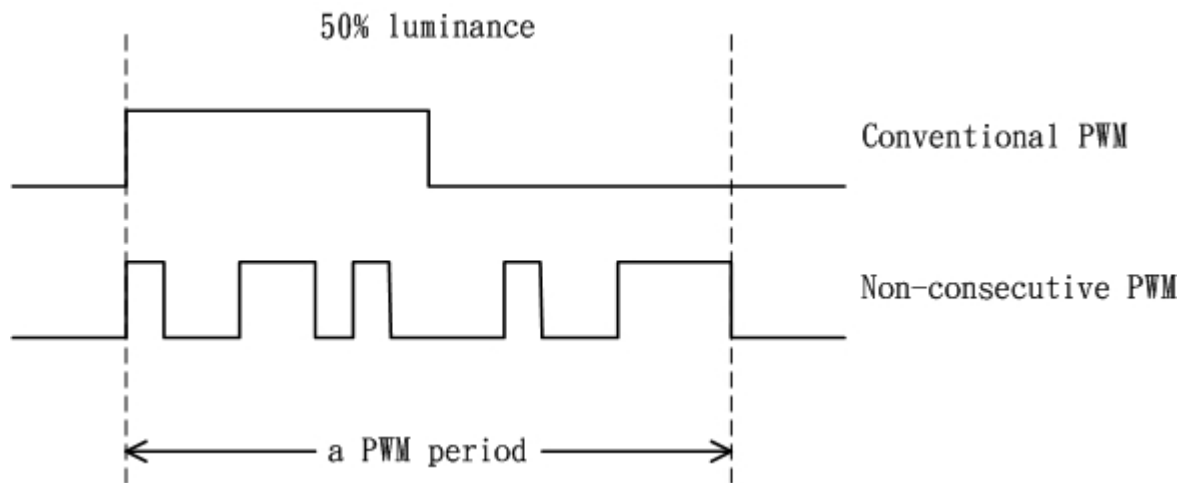 50% luminance
Conventional PWM
Non-consecutive PWM
a PWM period